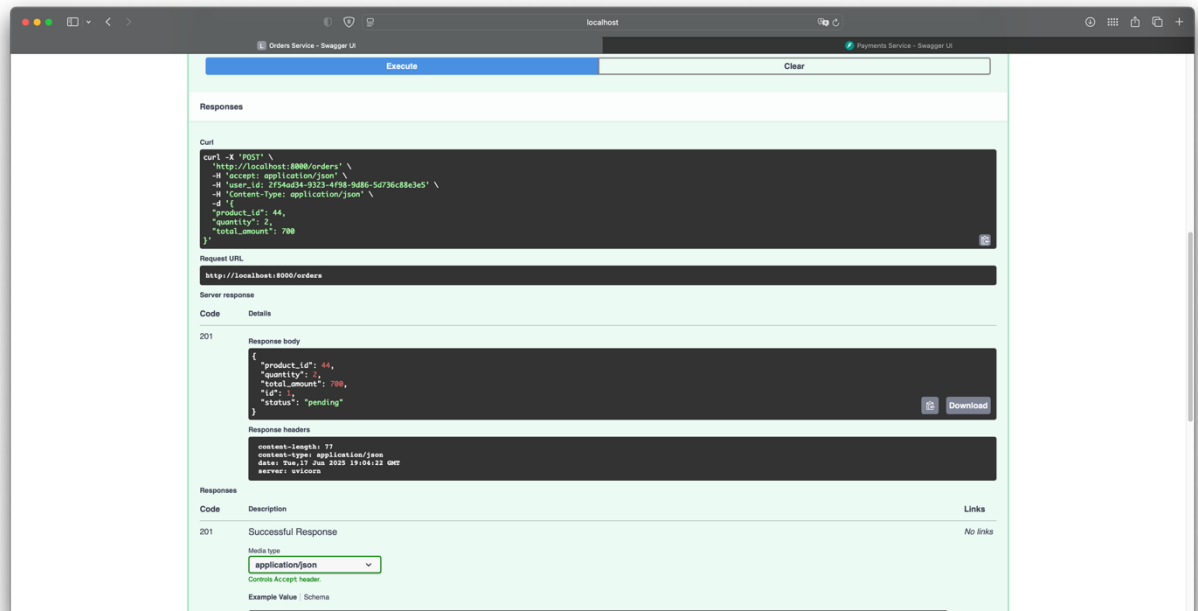 localhost
Orders Service - Swagger UI
Payments Service - Swagger UI
Execute
Clear
Responses
Curl
curl -X 'POST' \
'http://localhost:8000/orders' \
-H 'accept: application/json' \
-H 'user_id: 2f54ad34-9323-4f98-9d86-5d736c88e3e5' \
-H 'Content-Type: application/json' \
-d '{
"product_id": 44,
"quantity": 2,
"total_amount": 700
}'
Request URL
http://localhost:8000/orders
Server response
Code Details
201
Response body
{
"product_id": 44,
"quantity": 2,
"total_amount": 700,
"id": 1,
"status": "pending"
}
Download
Response headers
content-length: 77
content-type: application/json
date: Tue,17 Jun 2025 19:04:22 GMT
server: uvicorn
Responses
Code Description Links
201 Successful Response No links
Media type
application/json
Controls Accept header.
Example Value | Schema